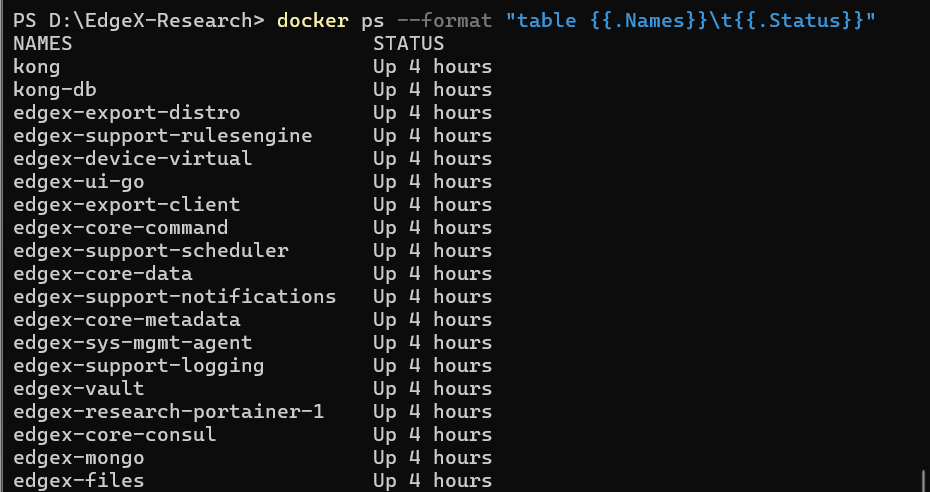 PS D:\EdgeX-Research> docker ps --format "table {{.Names}}\t{{.Status}}"
NAMES                         STATUS
kong                          Up 4 hours
kong-db                       Up 4 hours
edgex-export-distro           Up 4 hours
edgex-support-rulesengine     Up 4 hours
edgex-device-virtual          Up 4 hours
edgex-ui-go                   Up 4 hours
edgex-export-client           Up 4 hours
edgex-core-command            Up 4 hours
edgex-support-scheduler       Up 4 hours
edgex-core-data               Up 4 hours
edgex-support-notifications   Up 4 hours
edgex-core-metadata           Up 4 hours
edgex-sys-mgmt-agent          Up 4 hours
edgex-support-logging         Up 4 hours
edgex-vault                   Up 4 hours
edgex-research-portainer-1    Up 4 hours
edgex-core-consul             Up 4 hours
edgex-mongo                   Up 4 hours
edgex-files                   Up 4 hours